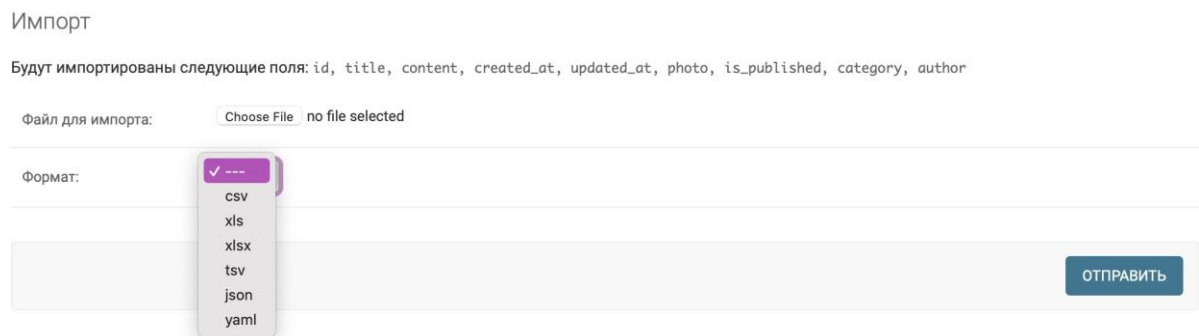 Импорт
Будут импортированы следующие поля: id, title, content, created_at, updated_at, photo, is_published, category, author
Файл для импорта: Choose File no file selected
Формат: ✓ ---
csv
xls
xlsx
tsv
json
yaml
ОТПРАВИТЬ